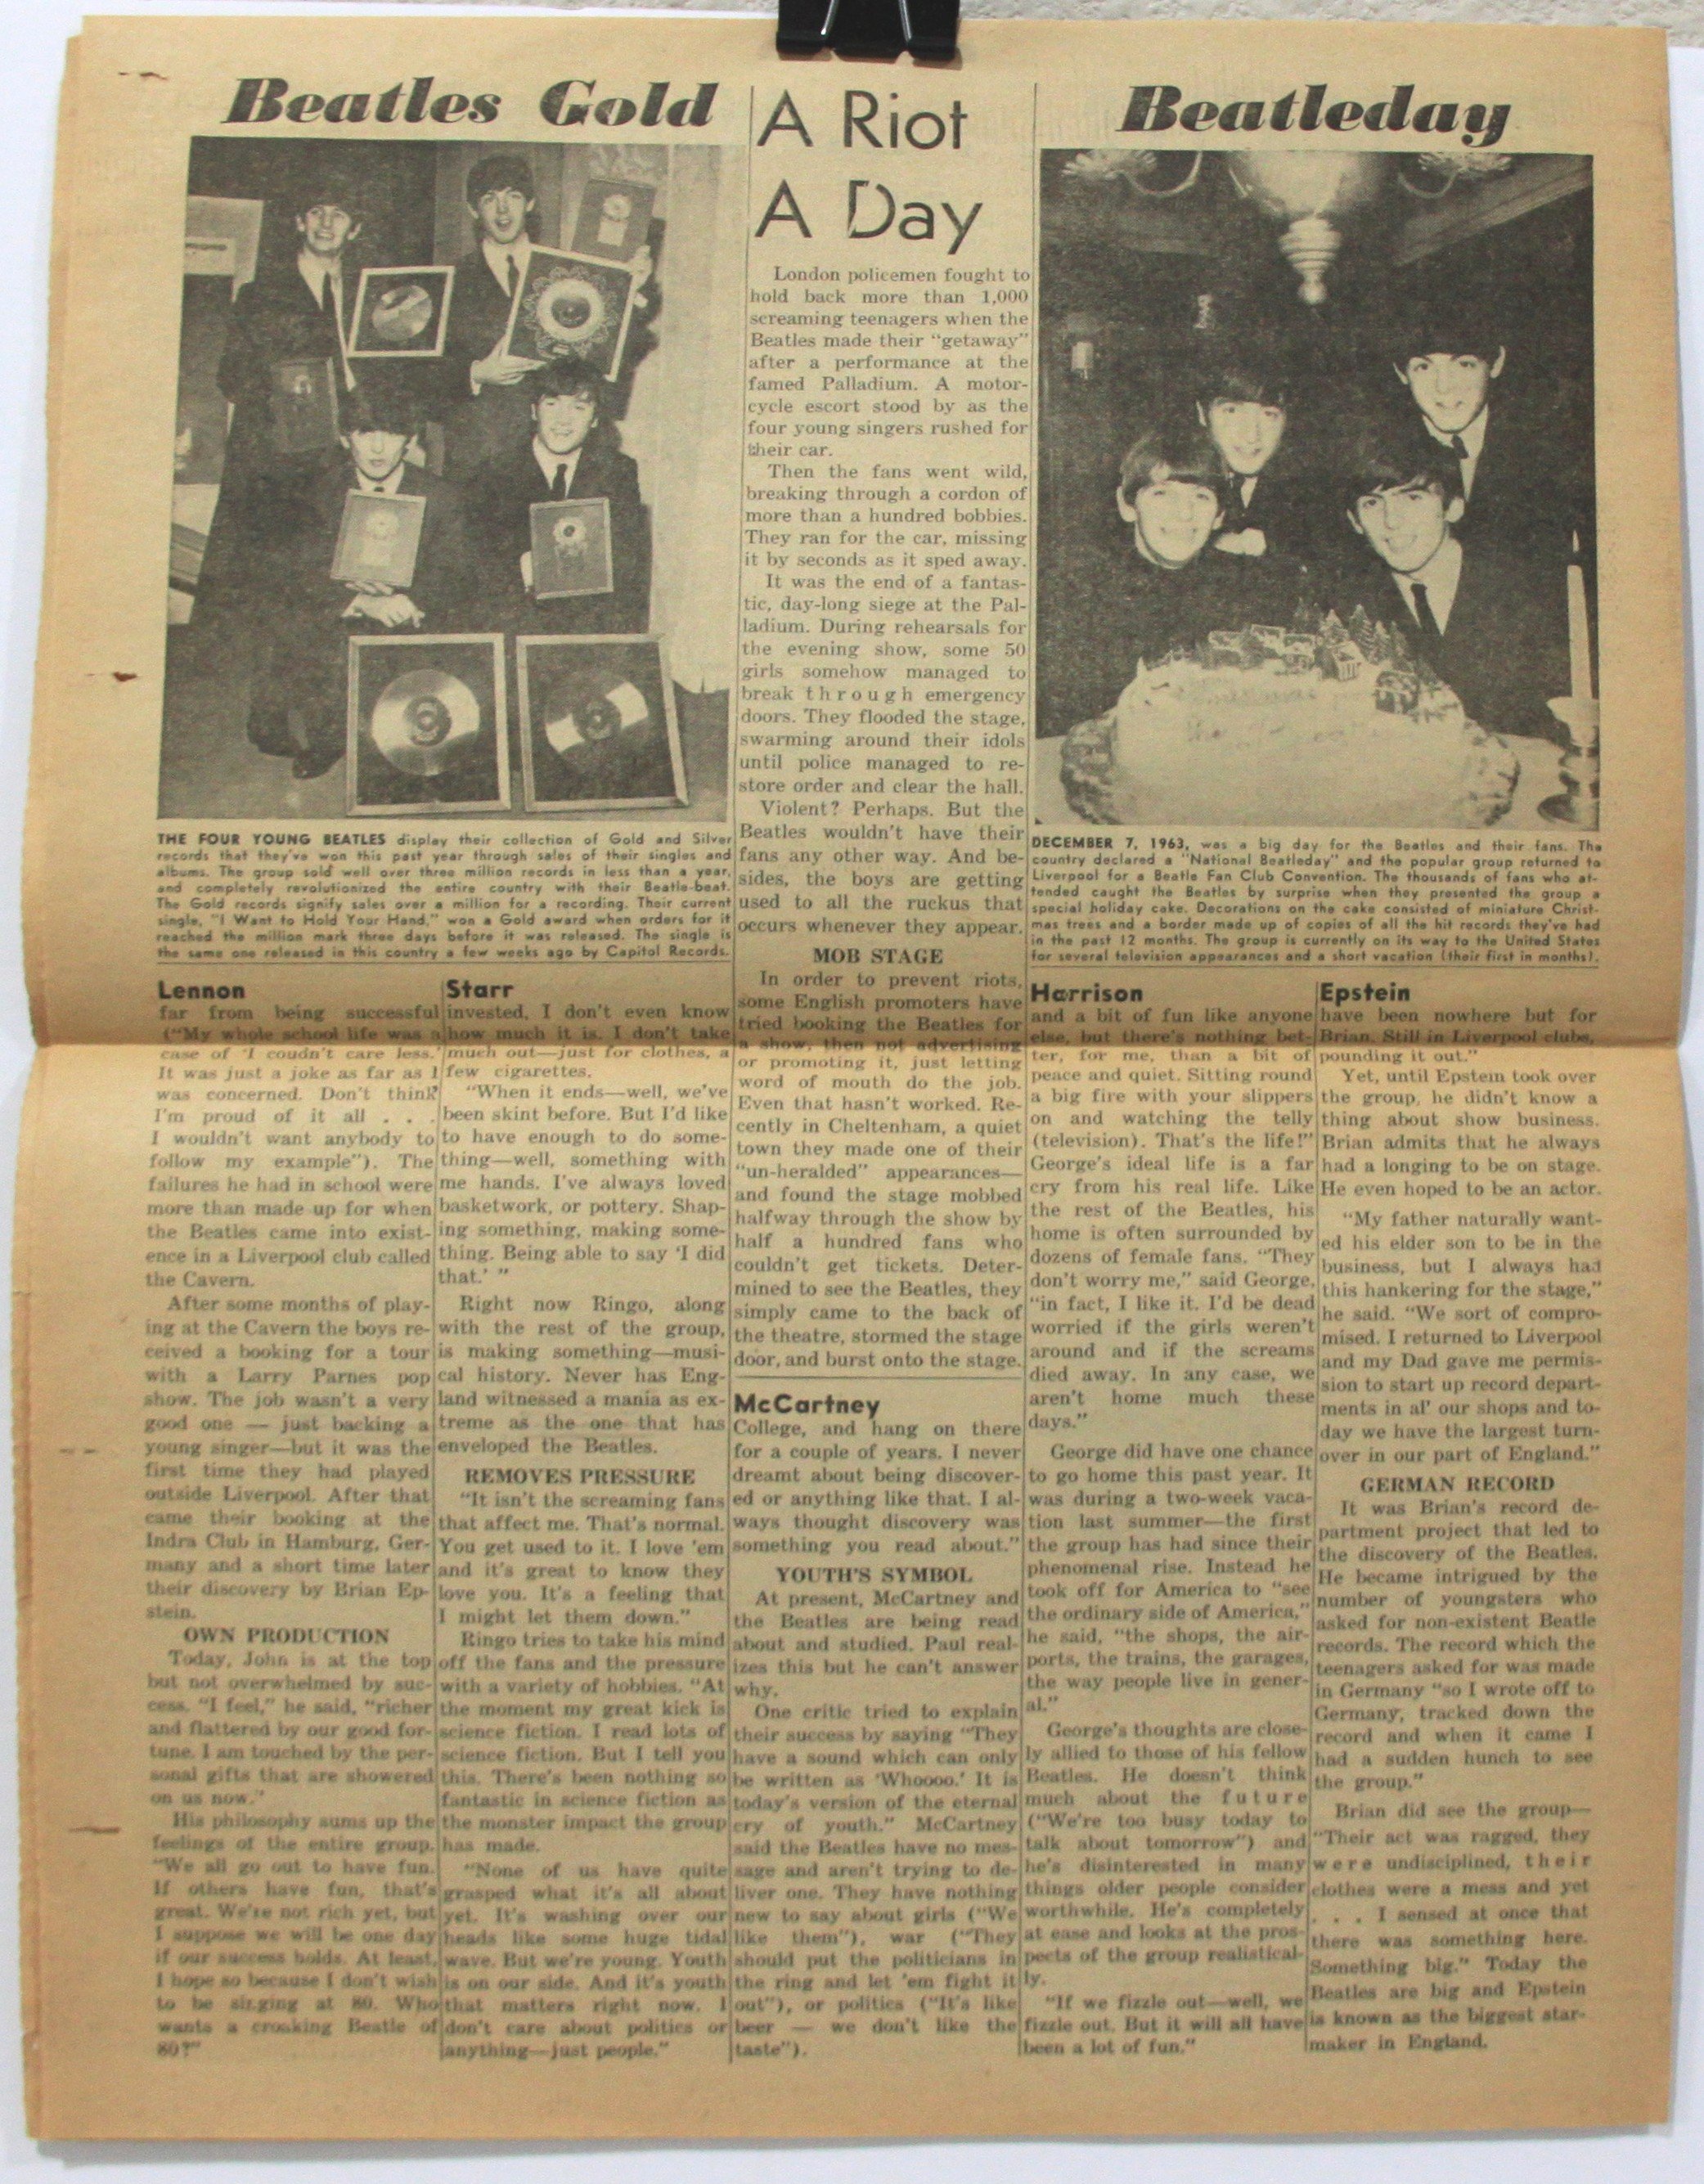 Beatles Gold
THE FOUR YOUNG BEATLES display their collection of Gold and Silver
records that they've won this past year through sales of their singles and
albums. The group sold well over three million records in less than a year,
and completely revolutionized the entire country with their Beatle-beat.
The Gold records signify sales over a million for a recording. Their current
single, "I Want to Hold Your Hand," won a Gold award when orders for it
reached the million mark three days before it was released. The single is
the same one released in this country a few weeks ago by Capitol Records.
A Riot
A Day
London policemen fought to
hold back more than 1,000
screaming teenagers when the
Beatles made their "getaway"
after a performance at the
famed Palladium. A motor-
cycle escort stood by as the
four young singers rushed for
their car.
Then the fans went wild,
breaking through a cordon of
more than a hundred bobbies.
They ran for the car, missing
it by seconds as it sped away.
It was the end of a fantas-
tic, day-long siege at the Pal-
ladium. During rehearsals for
the evening show, some 50
girls somehow managed to
break through emergency
doors. They flooded the stage,
swarming around their idols
until police managed to re-
store order and clear the hall.
Violent? Perhaps. But the
Beatles wouldn't have their
fans any other way. And be-
sides, the boys are getting
used to all the ruckus that
occurs whenever they appear.
MOB STAGE
In order to prevent riots,
some English promoters have
tried booking the Beatles for
a show, then not advertising
or promoting it, just letting
word of mouth do the job.
Even that hasn't worked. Re-
cently in Cheltenham, a quiet
town they made one of their
"un-heralded" appearances—
and found the stage mobbed
halfway through the show by
half a hundred fans who
couldn't get tickets. Deter-
mined to see the Beatles, they
simply came to the back of
the theatre, stormed the stage
door, and burst onto the stage.
Beatleday
DECEMBER 7, 1963, was a big day for the Beatles and their fans. The
country declared a "National Beatleday" and the popular group returned to
Liverpool for a Beatle Fan Club Convention. The thousands of fans who at-
tended caught the Beatles by surprise when they presented the group a
special holiday cake. Decorations on the cake consisted of miniature Christ-
mas trees and a border made up of copies of all the hit records they've had
in the past 12 months. The group is currently on its way to the United States
for several television appearances and a short vacation (their first in months).
Lennon
far from being successful
("My whole school life was a
case of 'I coudn't care less.'
It was just a joke as far as I
was concerned. Don't think
I'm proud of it all . . .
I wouldn't want anybody to
follow my example"). The
failures he had in school were
more than made up for when
the Beatles came into exist-
ence in a Liverpool club called
the Cavern.
After some months of play-
ing at the Cavern the boys re-
ceived a booking for a tour
with a Larry Parnes pop
show. The job wasn't a very
good one — just backing a
young singer—but it was the
first time they had played
outside Liverpool. After that
came their booking at the
Indra Club in Hamburg, Ger-
many and a short time later
their discovery by Brian Ep-
stein.
OWN PRODUCTION
Today, John is at the top
but not overwhelmed by suc-
cess. "I feel," he said, "richer
and flattered by our good for-
tune. I am touched by the per-
sonal gifts that are showered
on us now."
His philosophy sums up the
feelings of the entire group.
"We all go out to have fun.
If others have fun, that's
great. We're not rich yet, but
I suppose we will be one day
if our success holds. At least,
I hope so because I don't wish
to be singing at 80. Who
wants a croaking Beatle of
80?"
Starr
invested, I don't even know
how much it is. I don't take
much out—just for clothes, a
few cigarettes.
"When it ends—well, we've
been skint before. But I'd like
to have enough to do some-
thing—well, something with
me hands. I've always loved
basketwork, or pottery. Shap-
ing something, making some-
thing. Being able to say 'I did
that.' "
Right now Ringo, along
with the rest of the group,
is making something—musi-
cal history. Never has Eng-
land witnessed a mania as ex-
treme as the one that has
enveloped the Beatles.
REMOVES PRESSURE
"It isn't the screaming fans
that affect me. That's normal.
You get used to it. I love 'em
and it's great to know they
love you. It's a feeling that
I might let them down."
Ringo tries to take his mind
off the fans and the pressure
with a variety of hobbies. "At
the moment my great kick is
science fiction. I read lots of
science fiction. But I tell you
this. There's been nothing so
fantastic in science fiction as
the monster impact the group
has made.
"None of us have quite
grasped what it's all about
yet. It's washing over our
heads like some huge tidal
wave. But we're young. Youth
is on our side. And it's youth
that matters right now. I
don't care about politics or
anything—just people."
McCartney
College, and hang on there
for a couple of years. I never
dreamt about being discover-
ed or anything like that. I al-
ways thought discovery was
something you read about."
YOUTH'S SYMBOL
At present, McCartney and
the Beatles are being read
about and studied. Paul real-
izes this but he can't answer
why.
One critic tried to explain
their success by saying "They
have a sound which can only
be written as 'Whoooo.' It is
today's version of the eternal
cry of youth." McCartney
said the Beatles have no mes-
sage and aren't trying to de-
liver one. They have nothing
new to say about girls ("We
like them"), war ("They
should put the politicians in
the ring and let 'em fight it
out"), or politics ("It's like
beer — we don't like the
taste").
Harrison
and a bit of fun like anyone
else, but there's nothing bet-
ter, for me, than a bit of
peace and quiet. Sitting round
a big fire with your slippers
on and watching the telly
(television). That's the life!"
George's ideal life is a far
cry from his real life. Like
the rest of the Beatles, his
home is often surrounded by
dozens of female fans. "They
don't worry me," said George,
"in fact, I like it. I'd be dead
worried if the girls weren't
around and if the screams
died away. In any case, we
aren't home much these
days."
George did have one chance
to go home this past year. It
was during a two-week vaca-
tion last summer—the first
the group has had since their
phenomenal rise. Instead he
took off for America to "see
the ordinary side of America,"
he said, "the shops, the air-
ports, the trains, the garages,
the way people live in gener-
al."
George's thoughts are close-
ly allied to those of his fellow
Beatles. He doesn't think
much about the future
("We're too busy today to
talk about tomorrow") and
he's disinterested in many
things older people consider
worthwhile. He's completely
at ease and looks at the pros-
pects of the group realistical-
ly.
"If we fizzle out—well, we
fizzle out. But it will all have
been a lot of fun."
Epstein
have been nowhere but for
Brian. Still in Liverpool clubs,
pounding it out."
Yet, until Epstein took over
the group, he didn't know a
thing about show business.
Brian admits that he always
had a longing to be on stage.
He even hoped to be an actor.
"My father naturally want-
ed his elder son to be in the
business, but I always had
this hankering for the stage,"
he said. "We sort of compro-
mised. I returned to Liverpool
and my Dad gave me permis-
sion to start up record depart-
ments in al' our shops and to-
day we have the largest turn-
over in our part of England."
GERMAN RECORD
It was Brian's record de-
partment project that led to
the discovery of the Beatles.
He became intrigued by the
number of youngsters who
asked for non-existent Beatle
records. The record which the
teenagers asked for was made
in Germany "so I wrote off to
Germany, tracked down the
record and when it came I
had a sudden hunch to see
the group."
Brian did see the group—
"Their act was ragged, they
were undisciplined, their
clothes were a mess and yet
. . . I sensed at once that
there was something here.
Something big." Today the
Beatles are big and Epstein
is known as the biggest star-
maker in England.